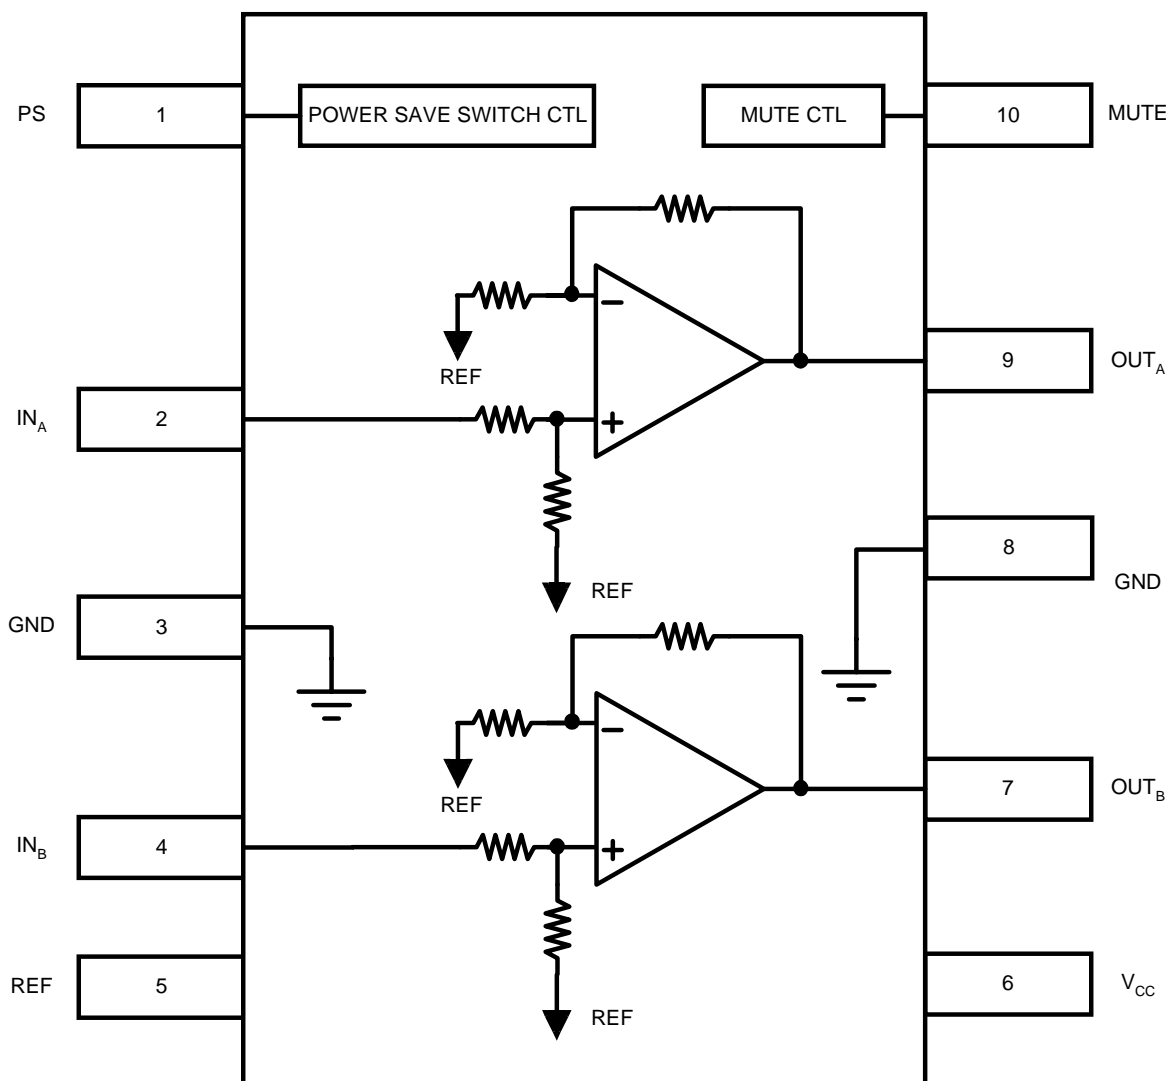 PS
1
POWER SAVE SWITCH CTL
MUTE CTL
10
MUTE
REF
−
+
9
OUTA
INA
2
REF
8
GND
GND
3
REF
−
+
7
OUTB
INB
4
REF
5
REF
6
VCC